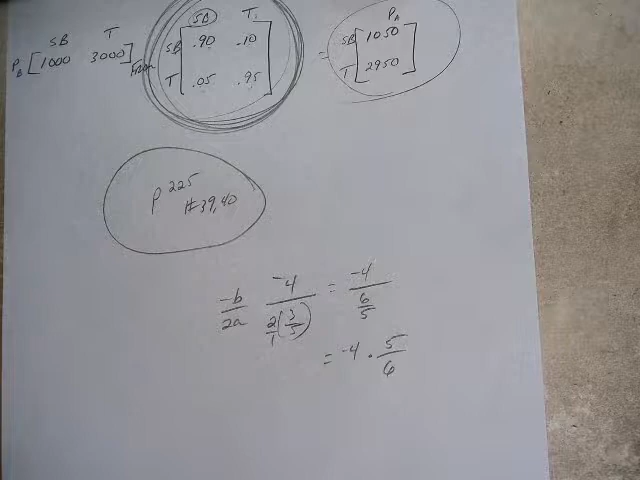 SB T
P_B [1000 3000] From
SB T
SB [.90 .10]
T [.05 .95]
= P_A
SB [1050]
T [2950]
P 225
#39,40
-b/2a -4/(2/1(3/5)) = -4/(6/5)
= -4 · 5/6